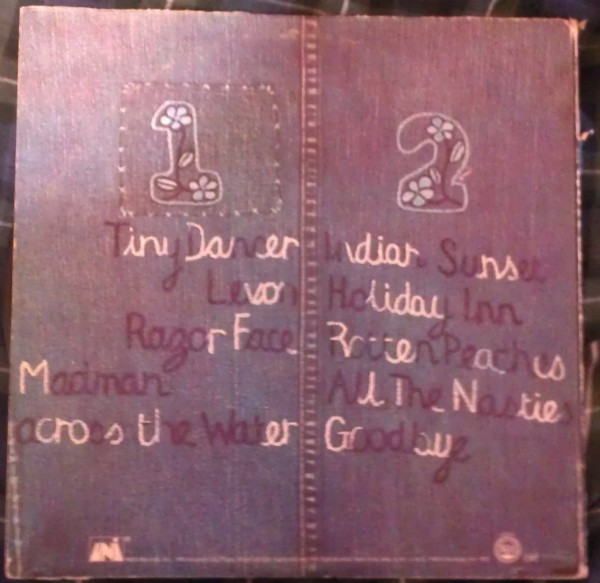 1
Tiny Dancer
Levon
Razor Face
Madman
across the Water
2
Indian Sunset
Holiday Inn
Rotten Peaches
All The Nasties
Goodbye
UNI